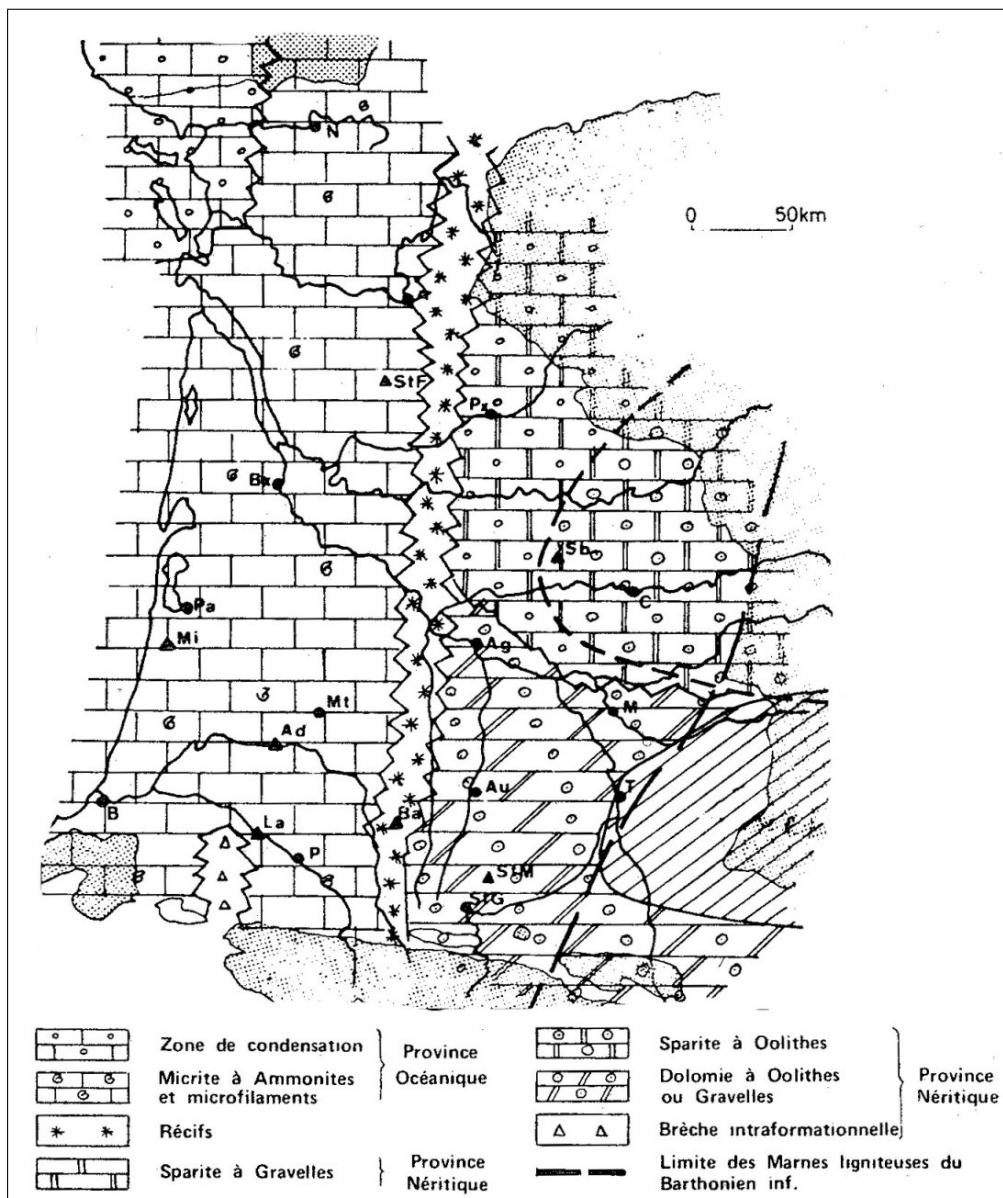 N
0 50km
StF
Px
Bx
Sb
C
Pa
Mi
Ag
Mt
M
Ad
Au
T
B
La
Ba
P
StM
StG
Zone de condensation
Micrite à Ammonites
et microfilaments
Province
Océanique
Récifs
Sparite à Gravelles
Province
Néritique
Sparite à Oolithes
Dolomie à Oolithes
ou Gravelles
Brèche intraformationnelle
Province
Néritique
Limite des Marnes ligniteuses du
Barthonien inf.